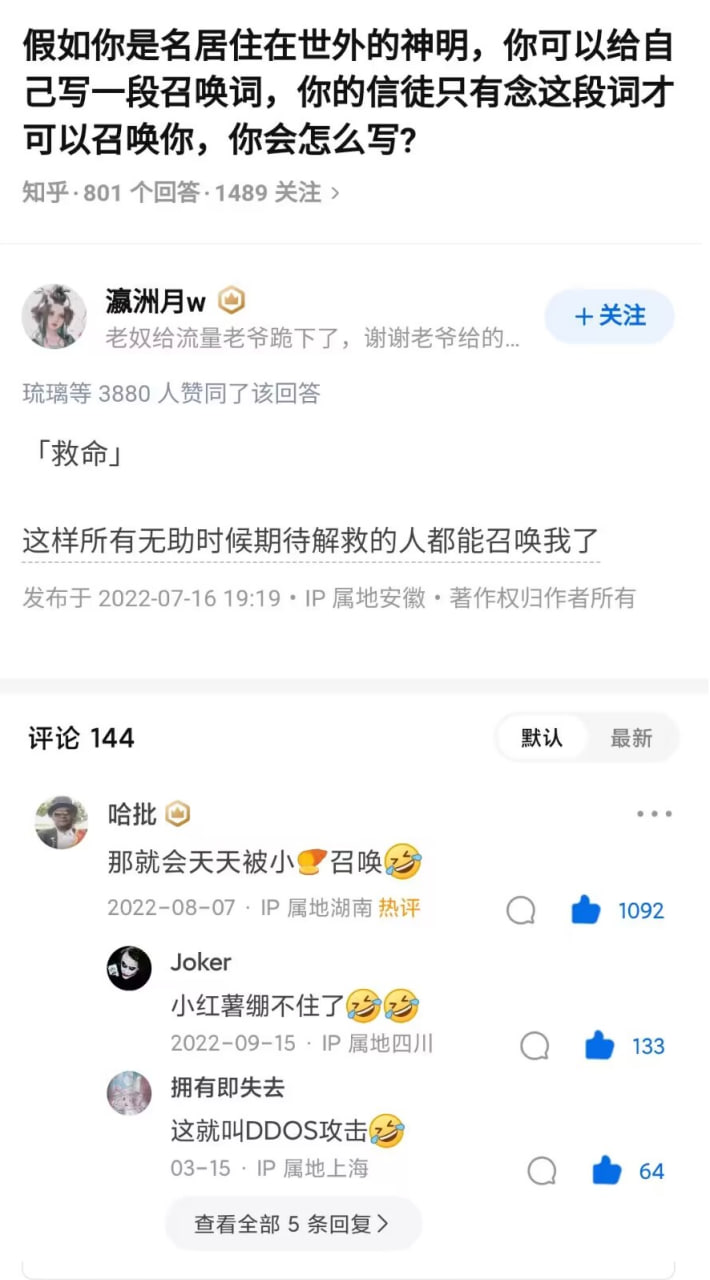 假如你是名居住在世外的神明，你可以给自
己写一段召唤词，你的信徒只有念这段词才
可以召唤你，你会怎么写?
知乎·801 个回答·1489 关注 >
瀛洲月w
+关注
老奴给流量老爷跪下了，谢谢老爷给的...
琉璃等 3880 人赞同了该回答
「救命」
这样所有无助时候期待解救的人都能召唤我了
发布于 2022-07-16 19:19・IP 属地安徽・著作权归作者所有
评论 144
默认 最新
哈批
那就会天天被小🍠召唤🤣
2022-08-07 · IP 属地湖南 热评 1092
Joker
小红薯绷不住了🤣🤣
2022-09-15 · IP 属地四川 133
拥有即失去
这就叫DDOS攻击🤣
03-15 · IP 属地上海 64
查看全部 5 条回复>